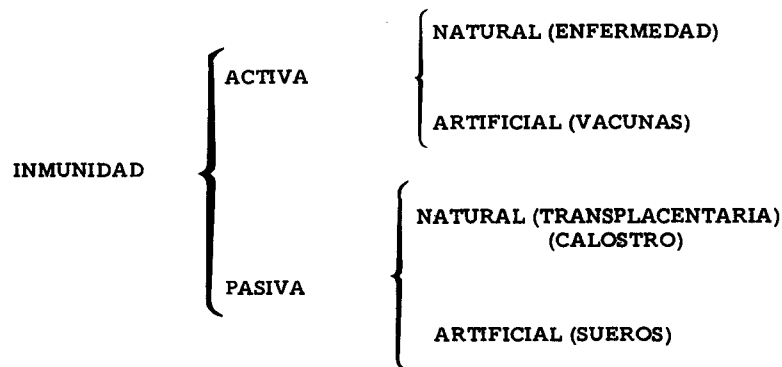 NATURAL (ENFERMEDAD)
ACTIVA
ARTIFICIAL (VACUNAS)
INMUNIDAD
NATURAL (TRANSPLACENTARIA)
(CALOSTRO)
PASIVA
ARTIFICIAL (SUEROS)